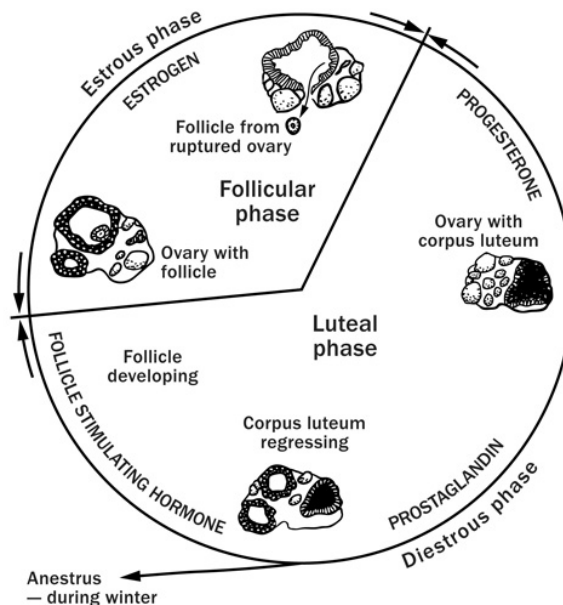 Estrous phase
ESTROGEN
Follicle from
ruptured ovary
Follicular
phase
Ovary with
follicle
PROGESTERONE
Ovary with
corpus luteum
Luteal
phase
Follicle
developing
FOLLICLE STIMULATING HORMONE
Corpus luteum
regressing
PROSTAGLANDIN
Diestrous phase
Anestrus
— during winter